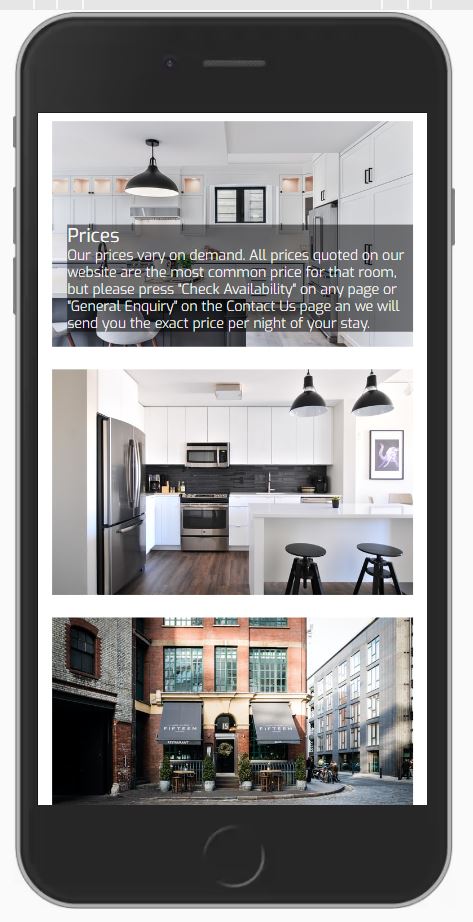 Prices
Our prices vary on demand. All prices quoted on our
website are the most common price for that room,
but please press "Check Availability" on any page or
"General Enquiry" on the Contact Us page an we will
send you the exact price per night of your stay.
15
FIFTEEN
FIFTEEN
RESTAURANT